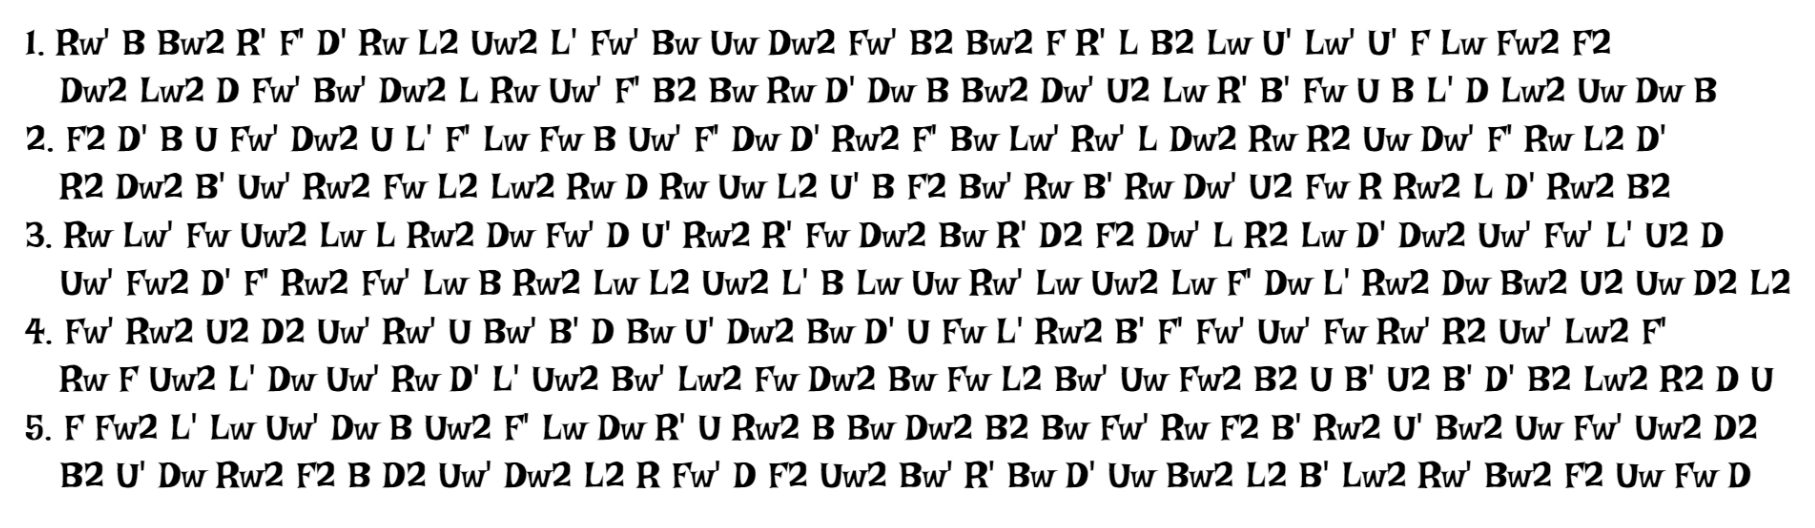 1. Rw' B Bw2 R' F' D' Rw L2 Uw2 L' Fw' Bw Uw Dw2 Fw' B2 Bw2 F R' L B2 Lw U' Lw' U' F Lw Fw2 F2
Dw2 Lw2 D Fw' Bw' Dw2 L Rw Uw' F' B2 Bw Rw D' Dw B Bw2 Dw' U2 Lw R' B' Fw U B L' D Lw2 Uw Dw B
2. F2 D' B U Fw' Dw2 U L' F' Lw Fw B Uw' F' Dw D' Rw2 F' Bw Lw' Rw' L Dw2 Rw R2 Uw Dw' F' Rw L2 D'
R2 Dw2 B' Uw' Rw2 Fw L2 Lw2 Rw D Rw Uw L2 U' B F2 Bw' Rw B' Rw Dw' U2 Fw R Rw2 L D' Rw2 B2
3. Rw Lw' Fw Uw2 Lw L Rw2 Dw Fw' D U' Rw2 R' Fw Dw2 Bw R' D2 F2 Dw' L R2 Lw D' Dw2 Uw' Fw' L' U2 D
Uw' Fw2 D' F' Rw2 Fw' Lw B Rw2 Lw L2 Uw2 L' B Lw Uw Rw' Lw Uw2 Lw F' Dw L' Rw2 Dw Bw2 U2 Uw D2 L2
4. Fw' Rw2 U2 D2 Uw' Rw' U Bw' B' D Bw U' Dw2 Bw D' U Fw L' Rw2 B' F' Fw' Uw' Fw Rw' R2 Uw' Lw2 F'
Rw F Uw2 L' Dw Uw' Rw D' L' Uw2 Bw' Lw2 Fw Dw2 Bw Fw L2 Bw' Uw Fw2 B2 U B' U2 B' D' B2 Lw2 R2 D U
5. F Fw2 L' Lw Uw' Dw B Uw2 F' Lw Dw R' U Rw2 B Bw Dw2 B2 Bw Fw' Rw F2 B' Rw2 U' Bw2 Uw Fw' Uw2 D2
B2 U' Dw Rw2 F2 B D2 Uw' Dw2 L2 R Fw' D F2 Uw2 Bw' R' Bw D' Uw Bw2 L2 B' Lw2 Rw' Bw2 F2 Uw Fw D